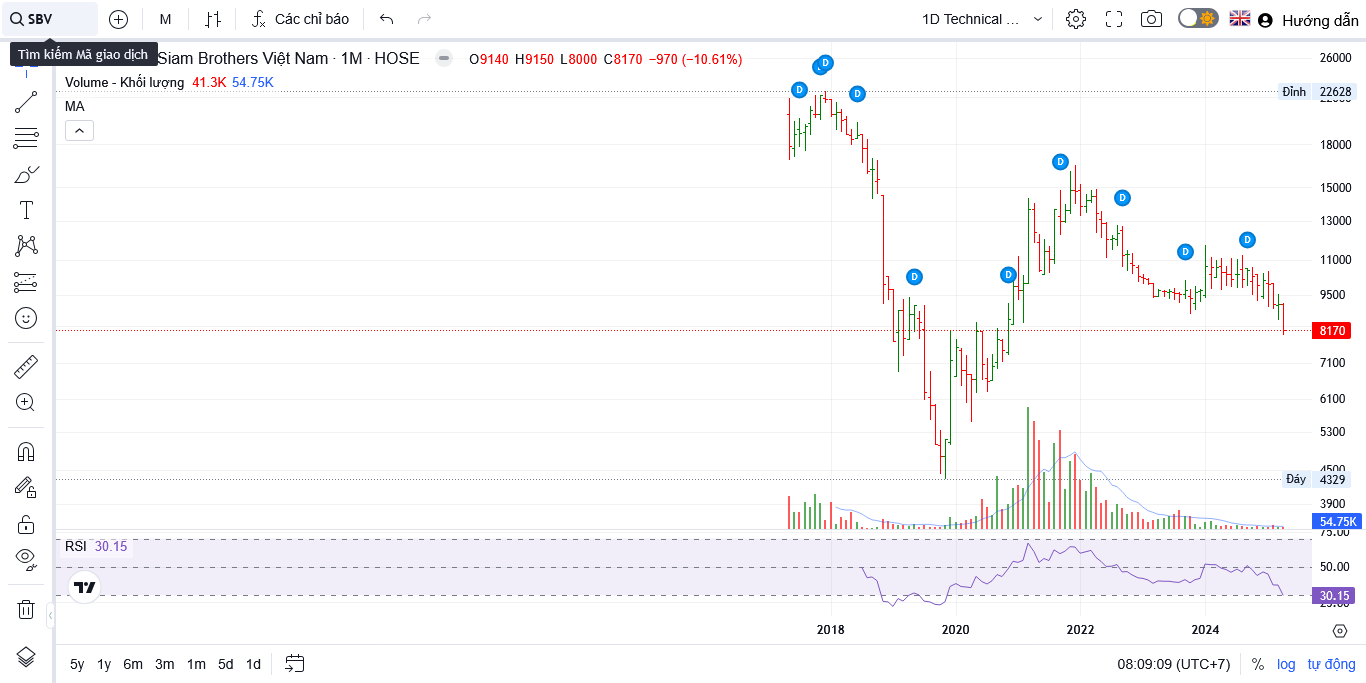 SBV
M
Các chỉ báo
1D Technical ...
Hướng dẫn
Tìm kiếm Mã giao dịch
Siam Brothers Việt Nam · 1M · HOSE
O9140 H9150 L8000 C8170 −970 (−10.61%)
Volume - Khối lượng 41.3K 54.75K
MA
D
D
D
D
D
D
D
D
D
D
26000
Đỉnh 22628
18000
15000
13000
11000
9500
8170
7100
6100
5300
4500
Đáy 4329
3900
54.75K
75.00
RSI 30.15
50.00
30.15
25.00
2018 2020 2022 2024
5y 1y 6m 3m 1m 5d 1d
08:09:09 (UTC+7) % log tự động